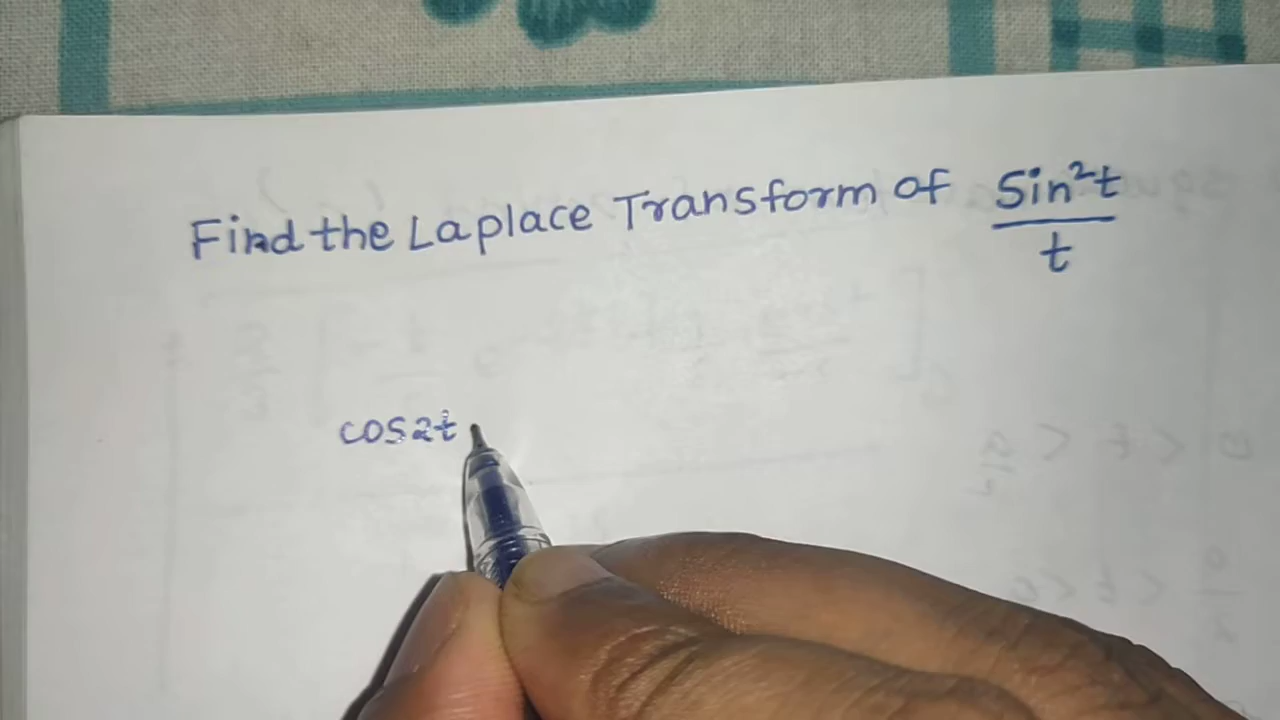 Find the Laplace Transform of Sin²t/t
cos2t